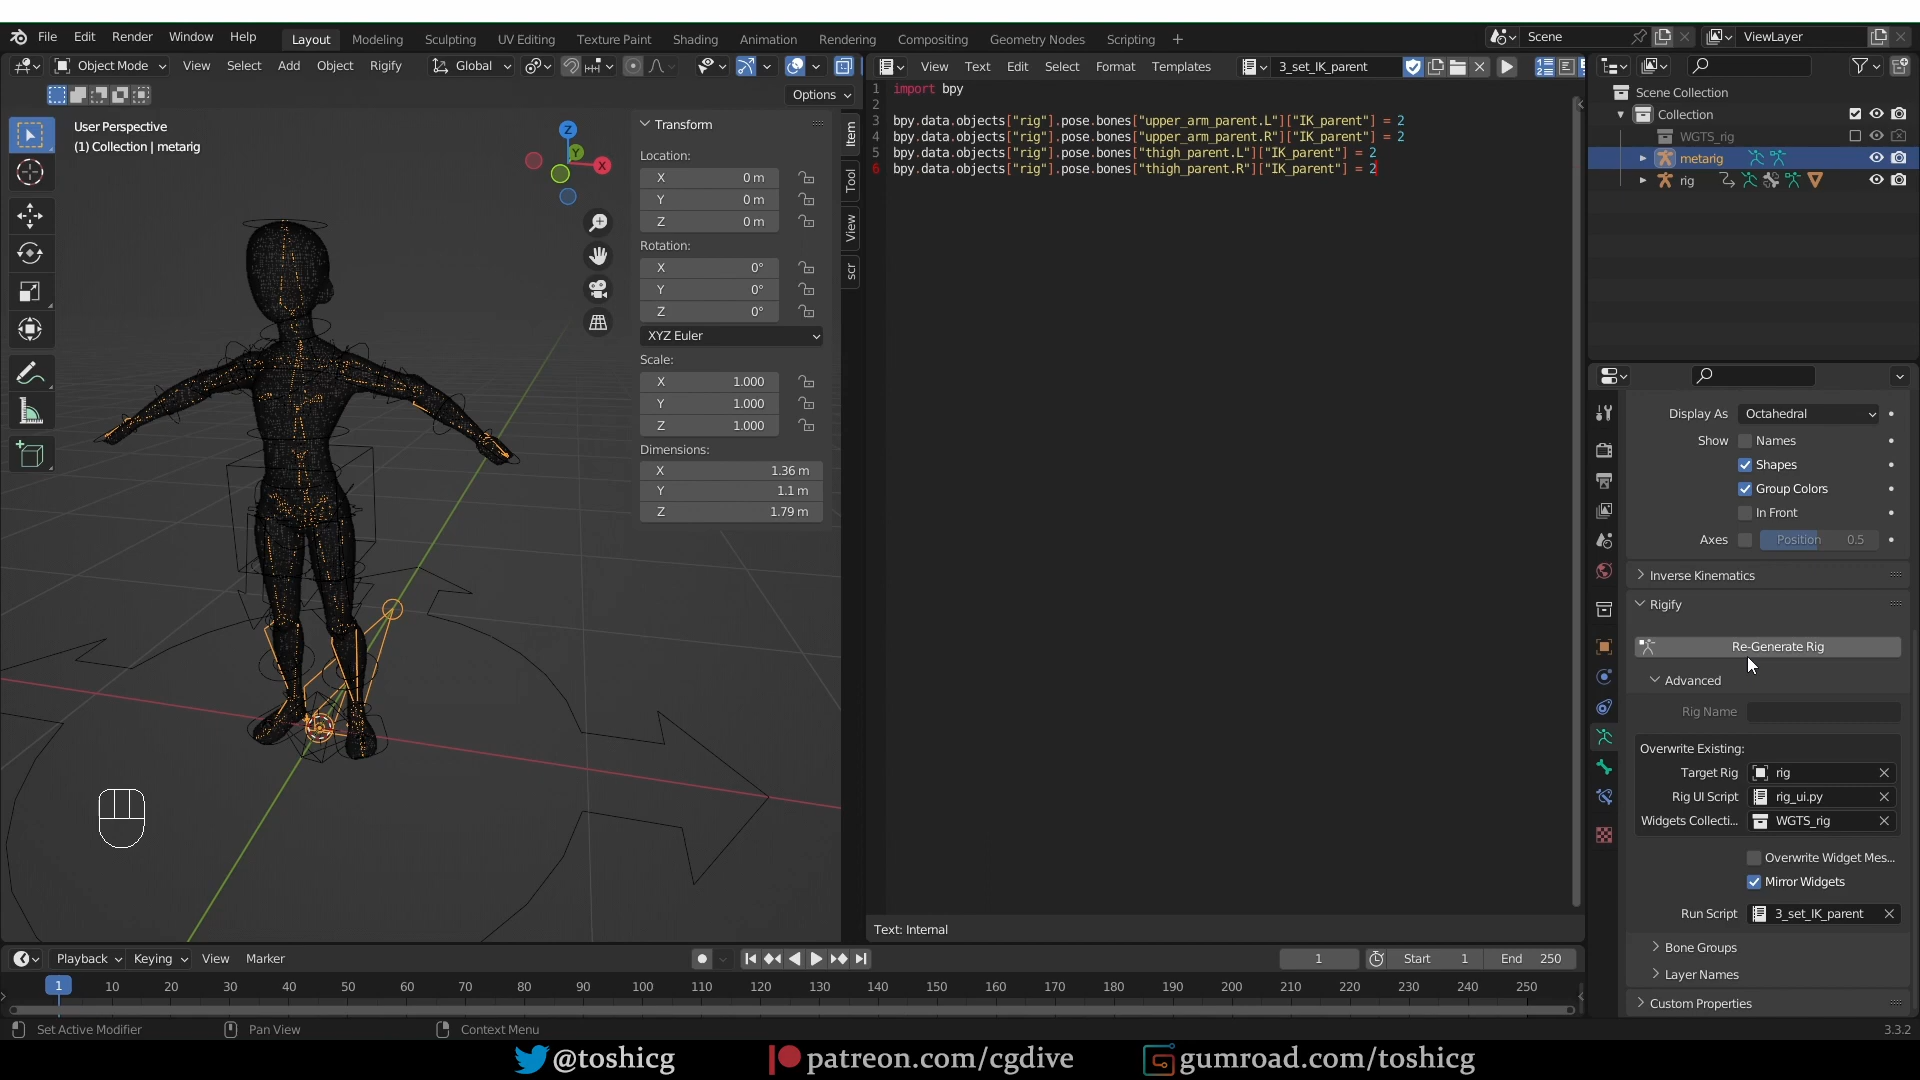 File Edit Render Window Help Layout Modeling Sculpting UV Editing Texture Paint Shading Animation Rendering Compositing Geometry Nodes Scripting + Scene ViewLayer
Object Mode View Select Add Object Rigify Global
Options
User Perspective
(1) Collection | metarig
Z
Y
X
Transform
Location:
X 0 m
Y 0 m
Z 0 m
Rotation:
X 0°
Y 0°
Z 0°
XYZ Euler
Scale:
X 1.000
Y 1.000
Z 1.000
Dimensions:
X 1.36 m
Y 1.1 m
Z 1.79 m
Item
Tool
View
scr
View Text Edit Select Format Templates 3_set_IK_parent
1 import bpy
2
3 bpy.data.objects["rig"].pose.bones["upper_arm_parent.L"]["IK_parent"] = 2
4 bpy.data.objects["rig"].pose.bones["upper_arm_parent.R"]["IK_parent"] = 2
5 bpy.data.objects["rig"].pose.bones["thigh_parent.L"]["IK_parent"] = 2
6 bpy.data.objects["rig"].pose.bones["thigh_parent.R"]["IK_parent"] = 2
Text: Internal
Scene Collection
Collection
WGTS_rig
metarig
rig
Display As Octahedral
Show Names
Shapes
Group Colors
In Front
Axes Position 0.5
Inverse Kinematics
Rigify
Re-Generate Rig
Advanced
Rig Name
Overwrite Existing:
Target Rig rig
Rig UI Script rig_ui.py
Widgets Collecti... WGTS_rig
Overwrite Widget Mes...
Mirror Widgets
Run Script 3_set_IK_parent
Bone Groups
Layer Names
Custom Properties
Playback Keying View Marker 1 Start 1 End 250
1 10 20 30 40 50 60 70 80 90 100 110 120 130 140 150 160 170 180 190 200 210 220 230 240 250
Set Active Modifier Pan View Context Menu 3.3.2
@toshicg patreon.com/cgdive gumroad.com/toshicg